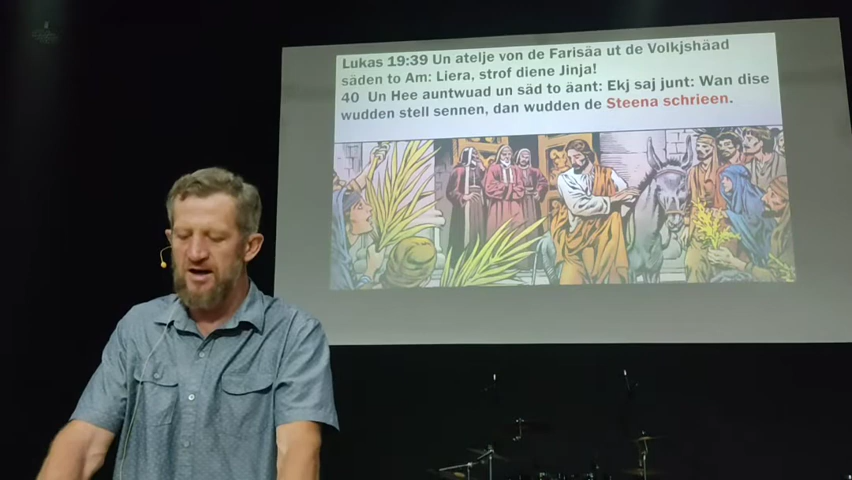 Lukas 19:39 Un atelje von de Farisäa ut de Volkjshäad
säden to Am: Liera, strof diene Jinja!
40 Un Hee auntwuad un säd to äant: Ekj saj junt: Wan dise
wudden stell sennen, dan wudden de Steena schrieen.